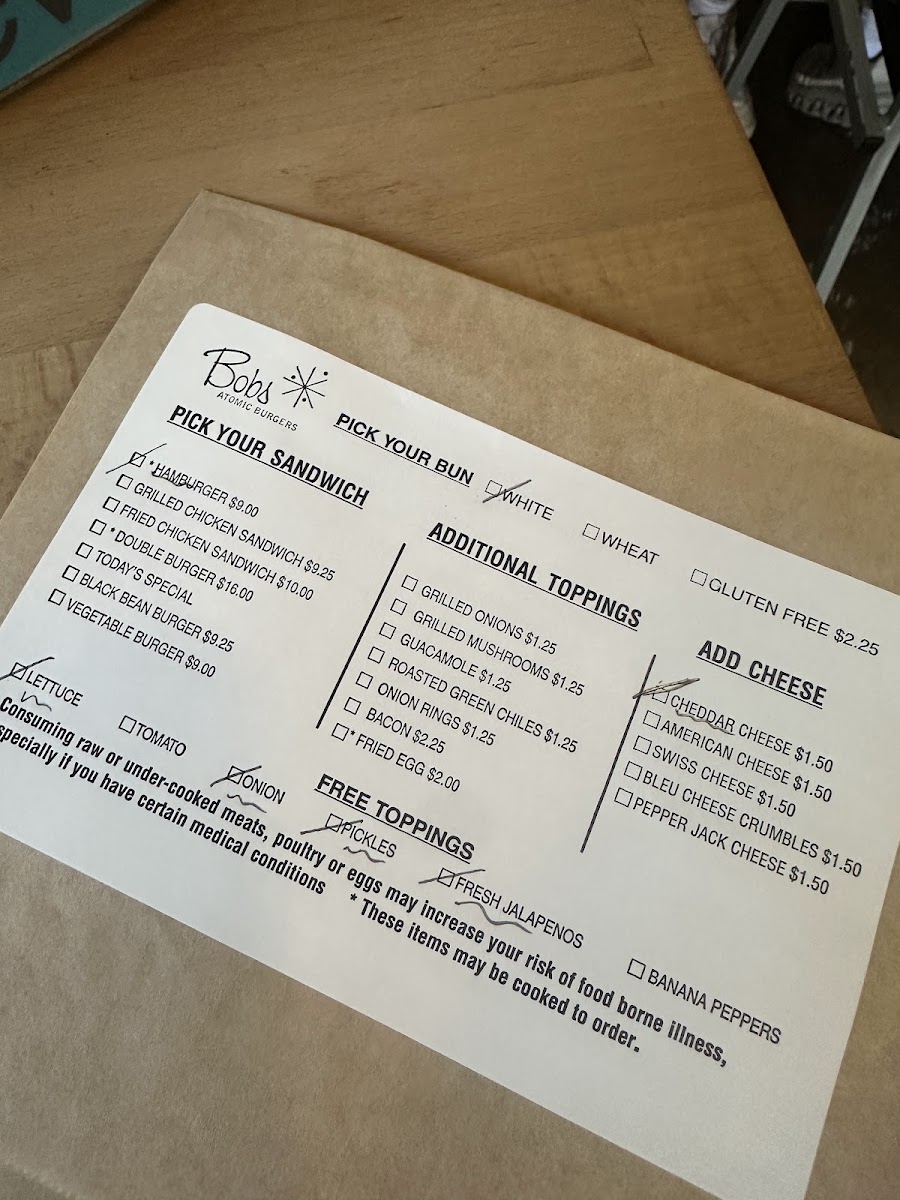 Bobs
ATOMIC BURGERS
PICK YOUR BUN
☐WHITE
☐WHEAT
☐GLUTEN FREE $2.25
PICK YOUR SANDWICH
☐ *HAMBURGER $9.00
☐ GRILLED CHICKEN SANDWICH $9.25
☐ FRIED CHICKEN SANDWICH $10.00
☐ * DOUBLE BURGER $16.00
☐ TODAY'S SPECIAL
☐ BLACK BEAN BURGER $9.25
☐ VEGETABLE BURGER $9.00
ADDITIONAL TOPPINGS
☐ GRILLED ONIONS $1.25
☐ GRILLED MUSHROOMS $1.25
☐ GUACAMOLE $1.25
☐ ROASTED GREEN CHILES $1.25
☐ ONION RINGS $1.25
☐ BACON $2.25
☐* FRIED EGG $2.00
ADD CHEESE
☐CHEDDAR CHEESE $1.50
☐AMERICAN CHEESE $1.50
☐SWISS CHEESE $1.50
☐BLEU CHEESE CRUMBLES $1.50
☐PEPPER JACK CHEESE $1.50
FREE TOPPINGS
☐LETTUCE
☐TOMATO
☐ONION
☐PICKLES
☐FRESH JALAPENOS
☐BANANA PEPPERS
Consuming raw or under-cooked meats, poultry or eggs may increase your risk of food borne illness,
specially if you have certain medical conditions * These items may be cooked to order.